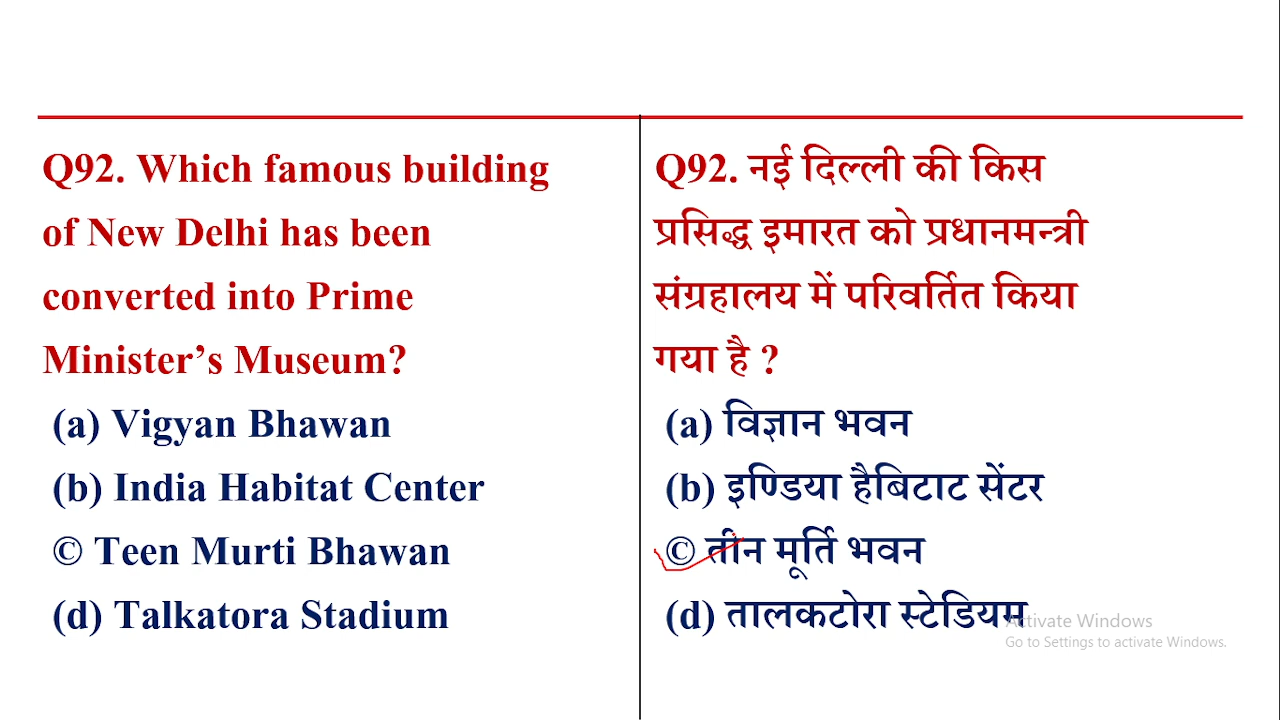 Q92. Which famous building
of New Delhi has been
converted into Prime
Minister’s Museum?
(a) Vigyan Bhawan
(b) India Habitat Center
© Teen Murti Bhawan
(d) Talkatora Stadium
Q92. नई दिल्ली की किस
प्रसिद्ध इमारत को प्रधानमन्त्री
संग्रहालय में परिवर्तित किया
गया है ?
(a) विज्ञान भवन
(b) इण्डिया हैबिटाट सेंटर
© तीन मूर्ति भवन
(d) तालकटोरा स्टेडियम
Activate Windows
Go to Settings to activate Windows.